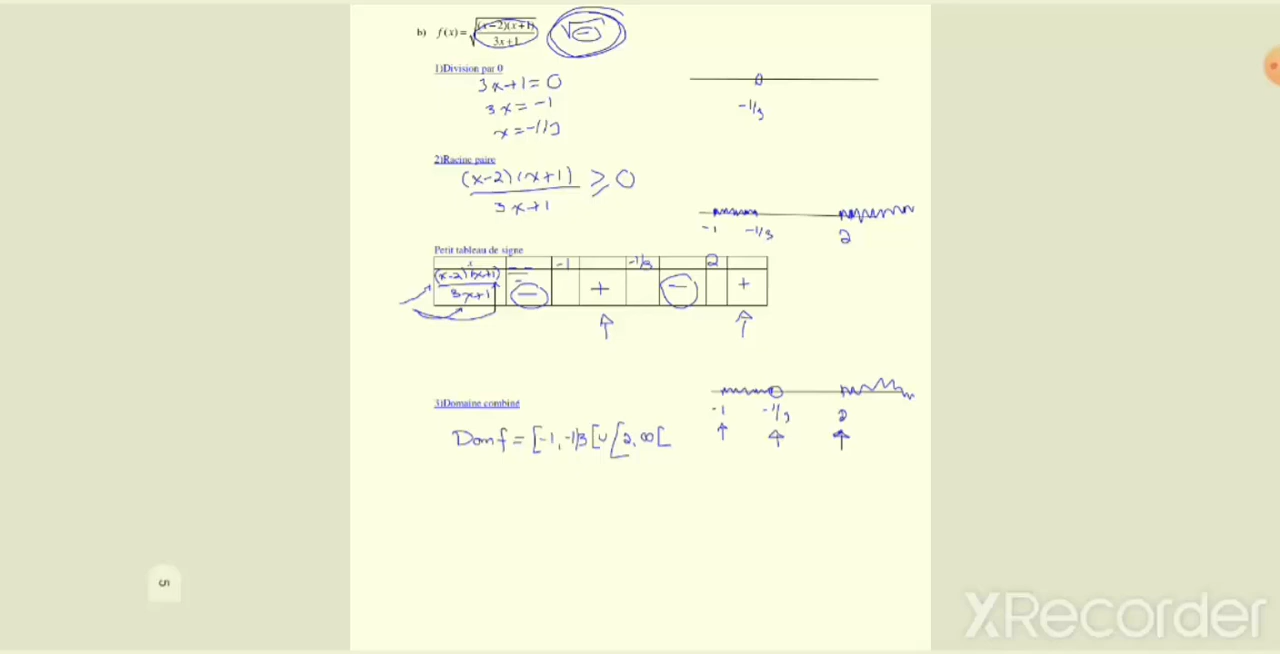 b) f(x) = √((x−2)(x+1)/(3x+1)) √−
1)Division par 0
3x+1 = 0
3x = −1
x = −1/3
−1/3
2)Racine paire
(x−2)(x+1)/(3x+1) ≥ 0
−1 −1/3 2
Petit tableau de signe
x −1 −1/3 2
(x−2)(x+1)/(3x+1) − + − +
3)Domaine combiné
−1 −1/3 2
Dom f = [−1, −1/3[ ∪ [2, ∞[
5
XRecorder